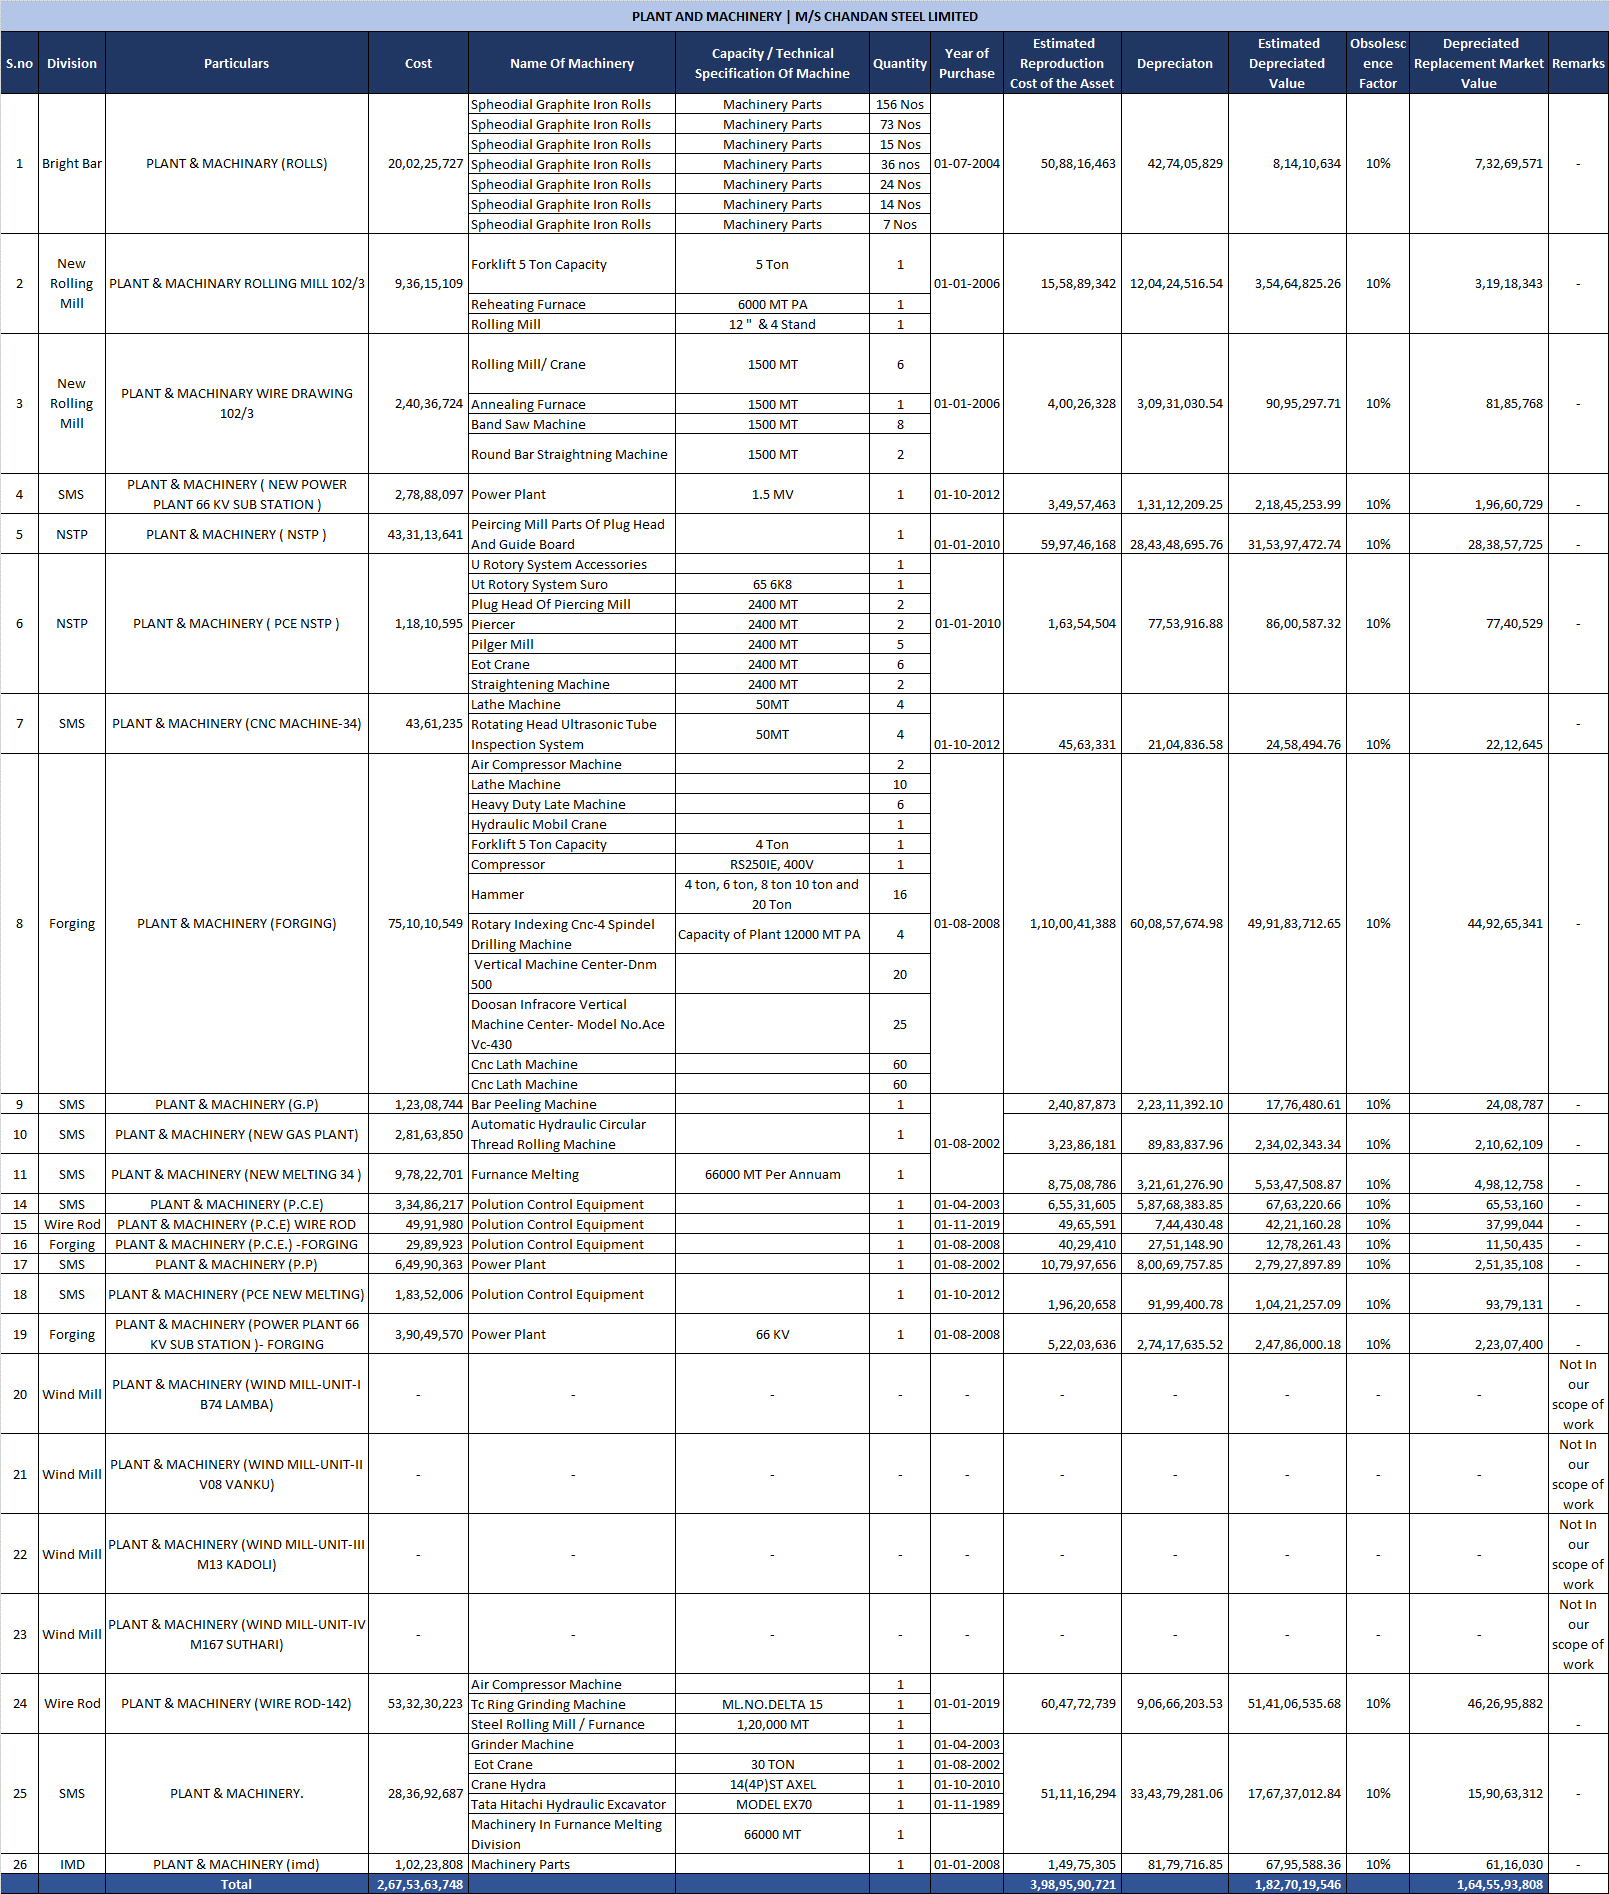 PLANT AND MACHINERY | M/S CHANDAN STEEL LIMITED
S.no Division Particulars Cost Name Of Machinery Capacity / Technical Specification Of Machine Quantity Year of Purchase Estimated Reproduction Cost of the Asset Depreciaton Estimated Depreciated Value Obsolesc ence Factor Depreciated Replacement Market Value Remarks
1 Bright Bar PLANT & MACHINARY (ROLLS) 20,02,25,727 Spheodial Graphite Iron Rolls Machinery Parts 156 Nos 01-07-2004 50,88,16,463 42,74,05,829 8,14,10,634 10% 7,32,69,571 -
Spheodial Graphite Iron Rolls Machinery Parts 73 Nos
Spheodial Graphite Iron Rolls Machinery Parts 15 Nos
Spheodial Graphite Iron Rolls Machinery Parts 36 nos
Spheodial Graphite Iron Rolls Machinery Parts 24 Nos
Spheodial Graphite Iron Rolls Machinery Parts 14 Nos
Spheodial Graphite Iron Rolls Machinery Parts 7 Nos
2 New Rolling Mill PLANT & MACHINARY ROLLING MILL 102/3 9,36,15,109 Forklift 5 Ton Capacity 5 Ton 1 01-01-2006 15,58,89,342 12,04,24,516.54 3,54,64,825.26 10% 3,19,18,343 -
Reheating Furnace 6000 MT PA 1
Rolling Mill 12 " & 4 Stand 1
3 New Rolling Mill PLANT & MACHINARY WIRE DRAWING 102/3 2,40,36,724 Rolling Mill/ Crane 1500 MT 6 01-01-2006 4,00,26,328 3,09,31,030.54 90,95,297.71 10% 81,85,768 -
Annealing Furnace 1500 MT 1
Band Saw Machine 1500 MT 8
Round Bar Straightning Machine 1500 MT 2
4 SMS PLANT & MACHINERY ( NEW POWER PLANT 66 KV SUB STATION ) 2,78,88,097 Power Plant 1.5 MV 1 01-10-2012 3,49,57,463 1,31,12,209.25 2,18,45,253.99 10% 1,96,60,729 -
5 NSTP PLANT & MACHINERY ( NSTP ) 43,31,13,641 Peircing Mill Parts Of Plug Head And Guide Board 1 01-01-2010 59,97,46,168 28,43,48,695.76 31,53,97,472.74 10% 28,38,57,725 -
6 NSTP PLANT & MACHINERY ( PCE NSTP ) 1,18,10,595 U Rotory System Accessories 1 01-01-2010 1,63,54,504 77,53,916.88 86,00,587.32 10% 77,40,529 -
Ut Rotory System Suro 65 6K8 1
Plug Head Of Piercing Mill 2400 MT 2
Piercer 2400 MT 2
Pilger Mill 2400 MT 5
Eot Crane 2400 MT 6
Straightening Machine 2400 MT 2
7 SMS PLANT & MACHINERY (CNC MACHINE-34) 43,61,235 Lathe Machine 50MT 4 01-10-2012 45,63,331 21,04,836.58 24,58,494.76 10% 22,12,645 -
Rotating Head Ultrasonic Tube Inspection System 50MT 4
8 Forging PLANT & MACHINERY (FORGING) 75,10,10,549 Air Compressor Machine 2 01-08-2008 1,10,00,41,388 60,08,57,674.98 49,91,83,712.65 10% 44,92,65,341 -
Lathe Machine 10
Heavy Duty Late Machine 6
Hydraulic Mobil Crane 1
Forklift 5 Ton Capacity 4 Ton 1
Compressor RS250IE, 400V 1
Hammer 4 ton, 6 ton, 8 ton 10 ton and 20 Ton 16
Rotary Indexing Cnc-4 Spindel Drilling Machine Capacity of Plant 12000 MT PA 4
Vertical Machine Center-Dnm 500 20
Doosan Infracore Vertical Machine Center- Model No.Ace Vc-430 25
Cnc Lath Machine 60
Cnc Lath Machine 60
9 SMS PLANT & MACHINERY (G.P) 1,23,08,744 Bar Peeling Machine 1 01-08-2002 2,40,87,873 2,23,11,392.10 17,76,480.61 10% 24,08,787 -
10 SMS PLANT & MACHINERY (NEW GAS PLANT) 2,81,63,850 Automatic Hydraulic Circular Thread Rolling Machine 1 3,23,86,181 89,83,837.96 2,34,02,343.34 10% 2,10,62,109 -
11 SMS PLANT & MACHINERY (NEW MELTING 34 ) 9,78,22,701 Furnance Melting 66000 MT Per Annuam 1 8,75,08,786 3,21,61,276.90 5,53,47,508.87 10% 4,98,12,758 -
14 SMS PLANT & MACHINERY (P.C.E) 3,34,86,217 Polution Control Equipment 1 01-04-2003 6,55,31,605 5,87,68,383.85 67,63,220.66 10% 65,53,160 -
15 Wire Rod PLANT & MACHINERY (P.C.E) WIRE ROD 49,91,980 Polution Control Equipment 1 01-11-2019 49,65,591 7,44,430.48 42,21,160.28 10% 37,99,044 -
16 Forging PLANT & MACHINERY (P.C.E.) -FORGING 29,89,923 Polution Control Equipment 1 01-08-2008 40,29,410 27,51,148.90 12,78,261.43 10% 11,50,435 -
17 SMS PLANT & MACHINERY (P.P) 6,49,90,363 Power Plant 1 01-08-2002 10,79,97,656 8,00,69,757.85 2,79,27,897.89 10% 2,51,35,108 -
18 SMS PLANT & MACHINERY (PCE NEW MELTING) 1,83,52,006 Polution Control Equipment 1 01-10-2012 1,96,20,658 91,99,400.78 1,04,21,257.09 10% 93,79,131 -
19 Forging PLANT & MACHINERY (POWER PLANT 66 KV SUB STATION )- FORGING 3,90,49,570 Power Plant 66 KV 1 01-08-2008 5,22,03,636 2,74,17,635.52 2,47,86,000.18 10% 2,23,07,400 -
20 Wind Mill PLANT & MACHINERY (WIND MILL-UNIT-I B74 LAMBA) - - - - - - - - - - Not In our scope of work
21 Wind Mill PLANT & MACHINERY (WIND MILL-UNIT-II V08 VANKU) - - - - - - - - - - Not In our scope of work
22 Wind Mill PLANT & MACHINERY (WIND MILL-UNIT-III M13 KADOLI) - - - - - - - - - - Not In our scope of work
23 Wind Mill PLANT & MACHINERY (WIND MILL-UNIT-IV M167 SUTHARI) - - - - - - - - - - Not In our scope of work
24 Wire Rod PLANT & MACHINERY (WIRE ROD-142) 53,32,30,223 Air Compressor Machine 1 01-01-2019 60,47,72,739 9,06,66,203.53 51,41,06,535.68 10% 46,26,95,882 -
Tc Ring Grinding Machine ML.NO.DELTA 15 1
Steel Rolling Mill / Furnance 1,20,000 MT 1
25 SMS PLANT & MACHINERY. 28,36,92,687 Grinder Machine 1 01-04-2003 51,11,16,294 33,43,79,281.06 17,67,37,012.84 10% 15,90,63,312 -
Eot Crane 30 TON 1 01-08-2002
Crane Hydra 14(4P)ST AXEL 1 01-10-2010
Tata Hitachi Hydraulic Excavator MODEL EX70 1 01-11-1989
Machinery In Furnance Melting Division 66000 MT 1
26 IMD PLANT & MACHINERY (imd) 1,02,23,808 Machinery Parts 1 01-01-2008 1,49,75,305 81,79,716.85 67,95,588.36 10% 61,16,030 -
Total 2,67,53,63,748 3,98,95,90,721 1,82,70,19,546 1,64,55,93,808